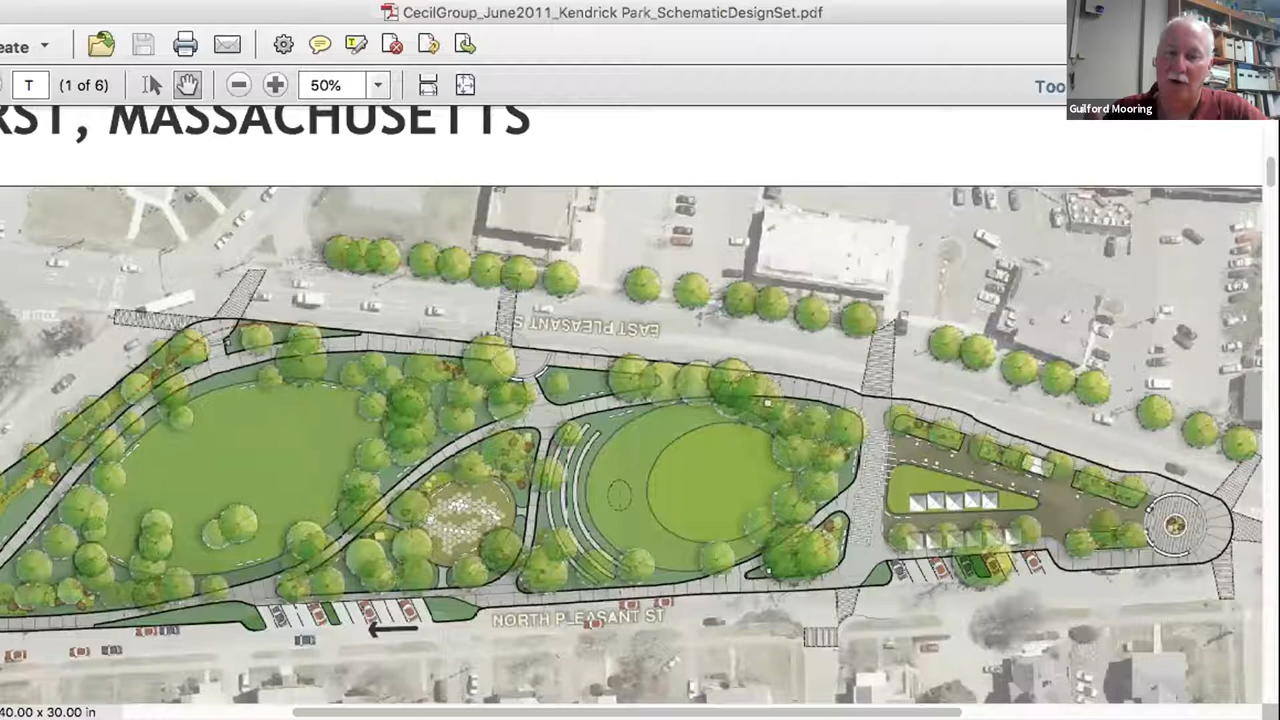 CecilGroup_June2011_Kendrick Park_SchematicDesignSet.pdf
eate
T (1 of 6) 50% Too
Guilford Mooring
RST, MASSACHUSETTS
EAST PLEASANT S
NORTH PLEASANT ST
40.00 x 30.00 in